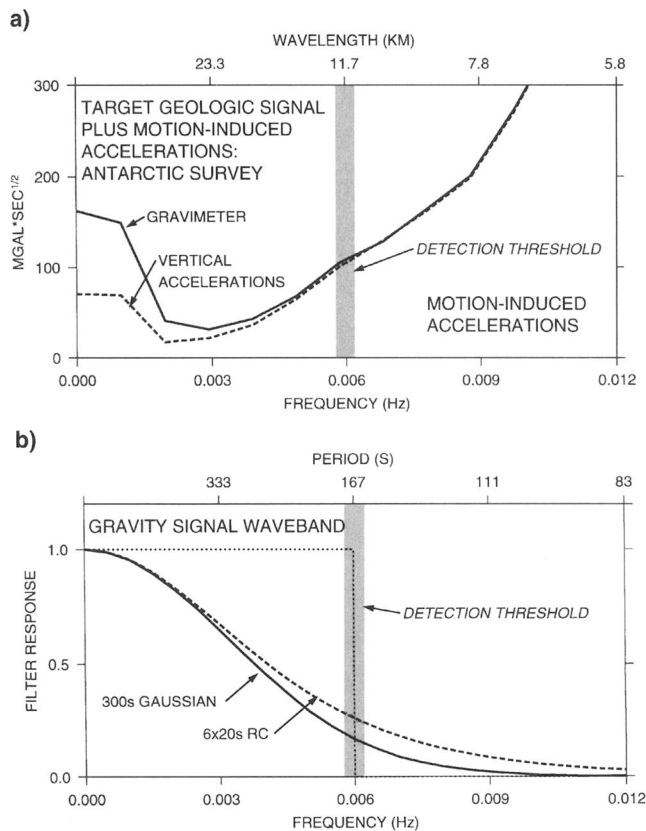 a)
WAVELENGTH (KM)
23.3 11.7 7.8 5.8
300
200
100
0
MGAL*SEC1/2
TARGET GEOLOGIC SIGNAL
PLUS MOTION-INDUCED
ACCELERATIONS:
ANTARCTIC SURVEY
GRAVIMETER
VERTICAL
ACCELERATIONS
DETECTION THRESHOLD
MOTION-INDUCED
ACCELERATIONS
0.000 0.003 0.006 0.009 0.012
FREQUENCY (Hz)
b)
PERIOD (S)
333 167 111 83
GRAVITY SIGNAL WAVEBAND
1.0
0.5
0.0
FILTER RESPONSE
DETECTION THRESHOLD
300s GAUSSIAN
6x20s RC
0.000 0.003 0.006 0.009 0.012
FREQUENCY (Hz)